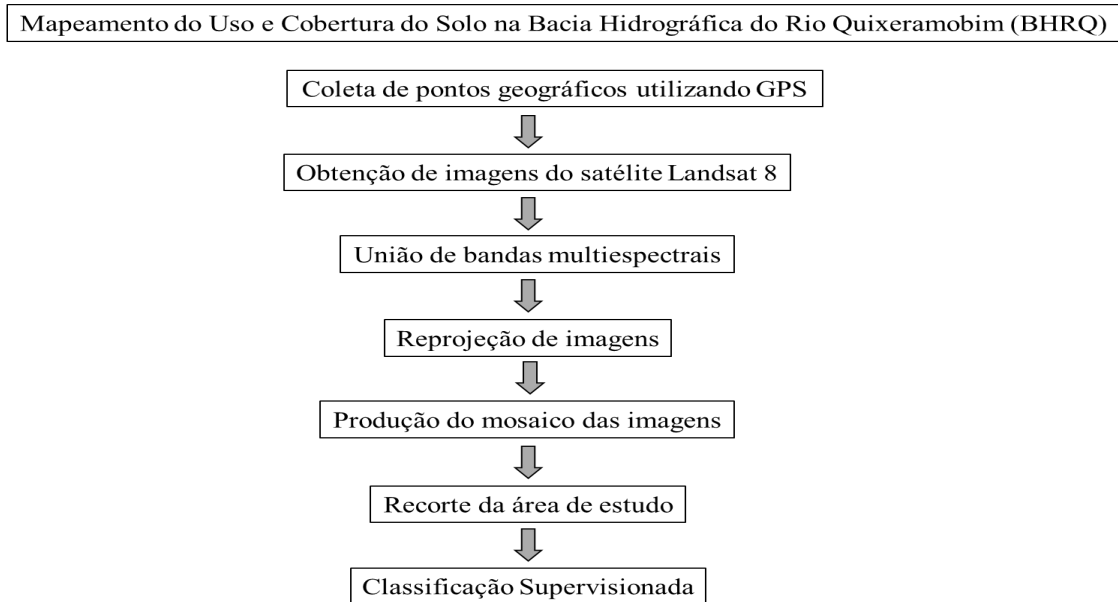 Mapeamento do Uso e Cobertura do Solo na Bacia Hidrográfica do Rio Quixeramobim (BHRQ)
Coleta de pontos geográficos utilizando GPS
Obtenção de imagens do satélite Landsat 8
União de bandas multiespectrais
Reprojeção de imagens
Produção do mosaico das imagens
Recorte da área de estudo
Classificação Supervisionada